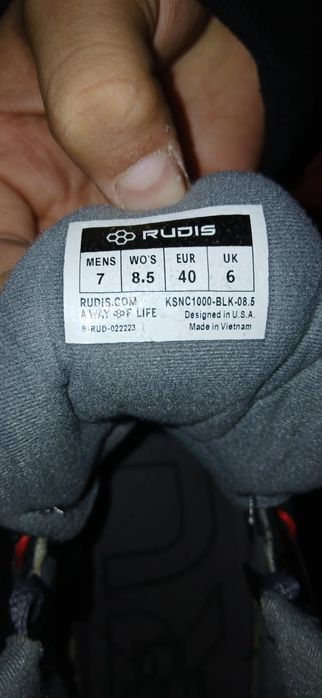 RUDIS
MENS WO'S EUR UK
7 8.5 40 6
RUDIS.COM KSNC1000-BLK-08.5
A WAY OF LIFE Designed in U.S.A.
S-RUD-022223 Made in Vietnam